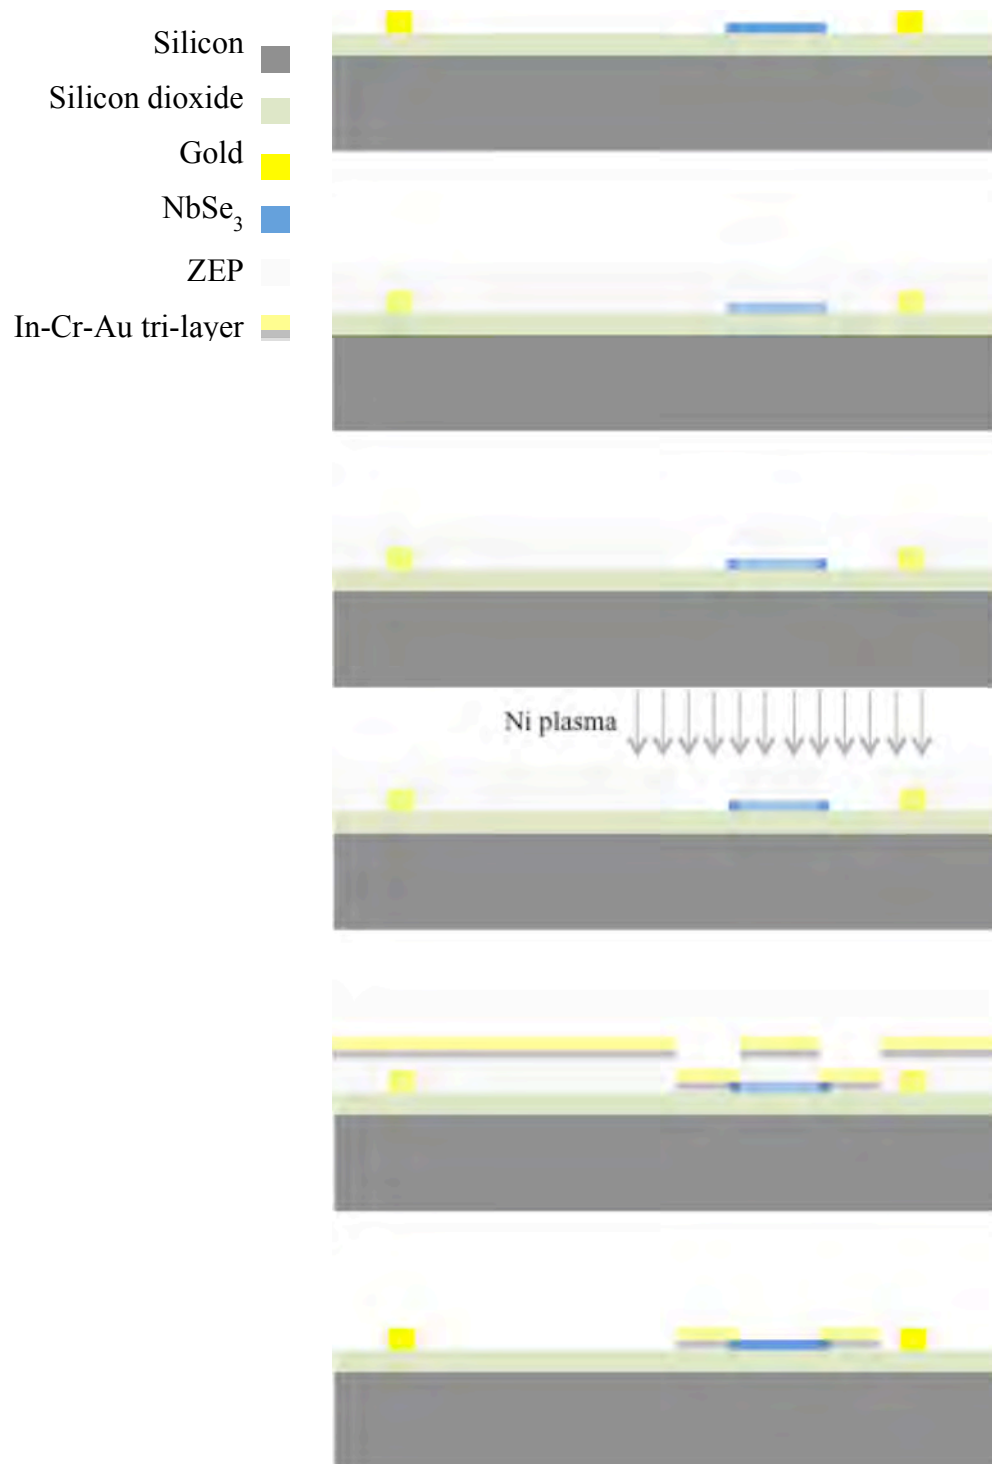 Silicon
Silicon dioxide
Gold
NbSe₃
ZEP
In-Cr-Au tri-layer
Ni plasma